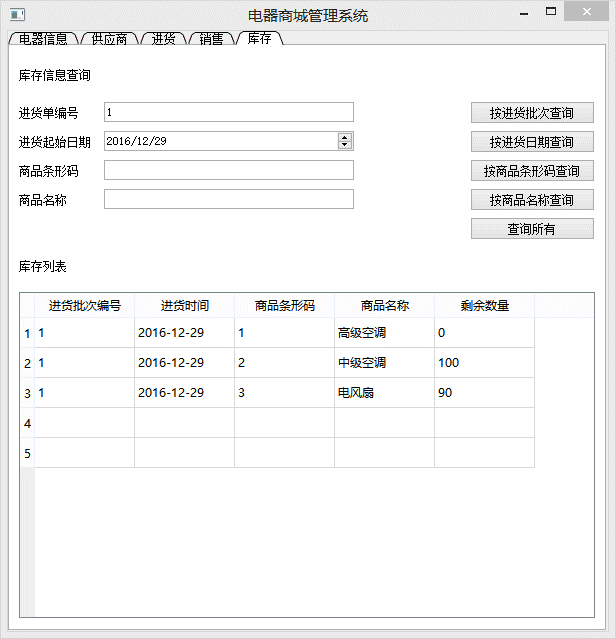 电器商城管理系统
电器信息 供应商 进货 销售 库存
库存信息查询
进货单编号 1 按进货批次查询
进货起始日期 2016/12/29 按进货日期查询
商品条形码 按商品条形码查询
商品名称 按商品名称查询
查询所有
库存列表
进货批次编号 进货时间 商品条形码 商品名称 剩余数量
1 1 2016-12-29 1 高级空调 0
2 1 2016-12-29 2 中级空调 100
3 1 2016-12-29 3 电风扇 90
4
5